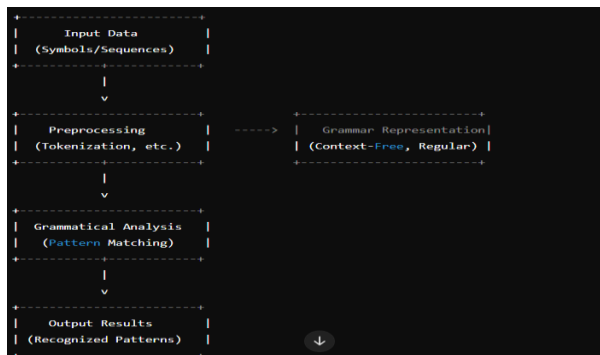 Input Data
(Symbols/Sequences)
Preprocessing
(Tokenization, etc.)
----->
Grammar Representation
(Context-Free, Regular)
Grammatical Analysis
(Pattern Matching)
Output Results
(Recognized Patterns)